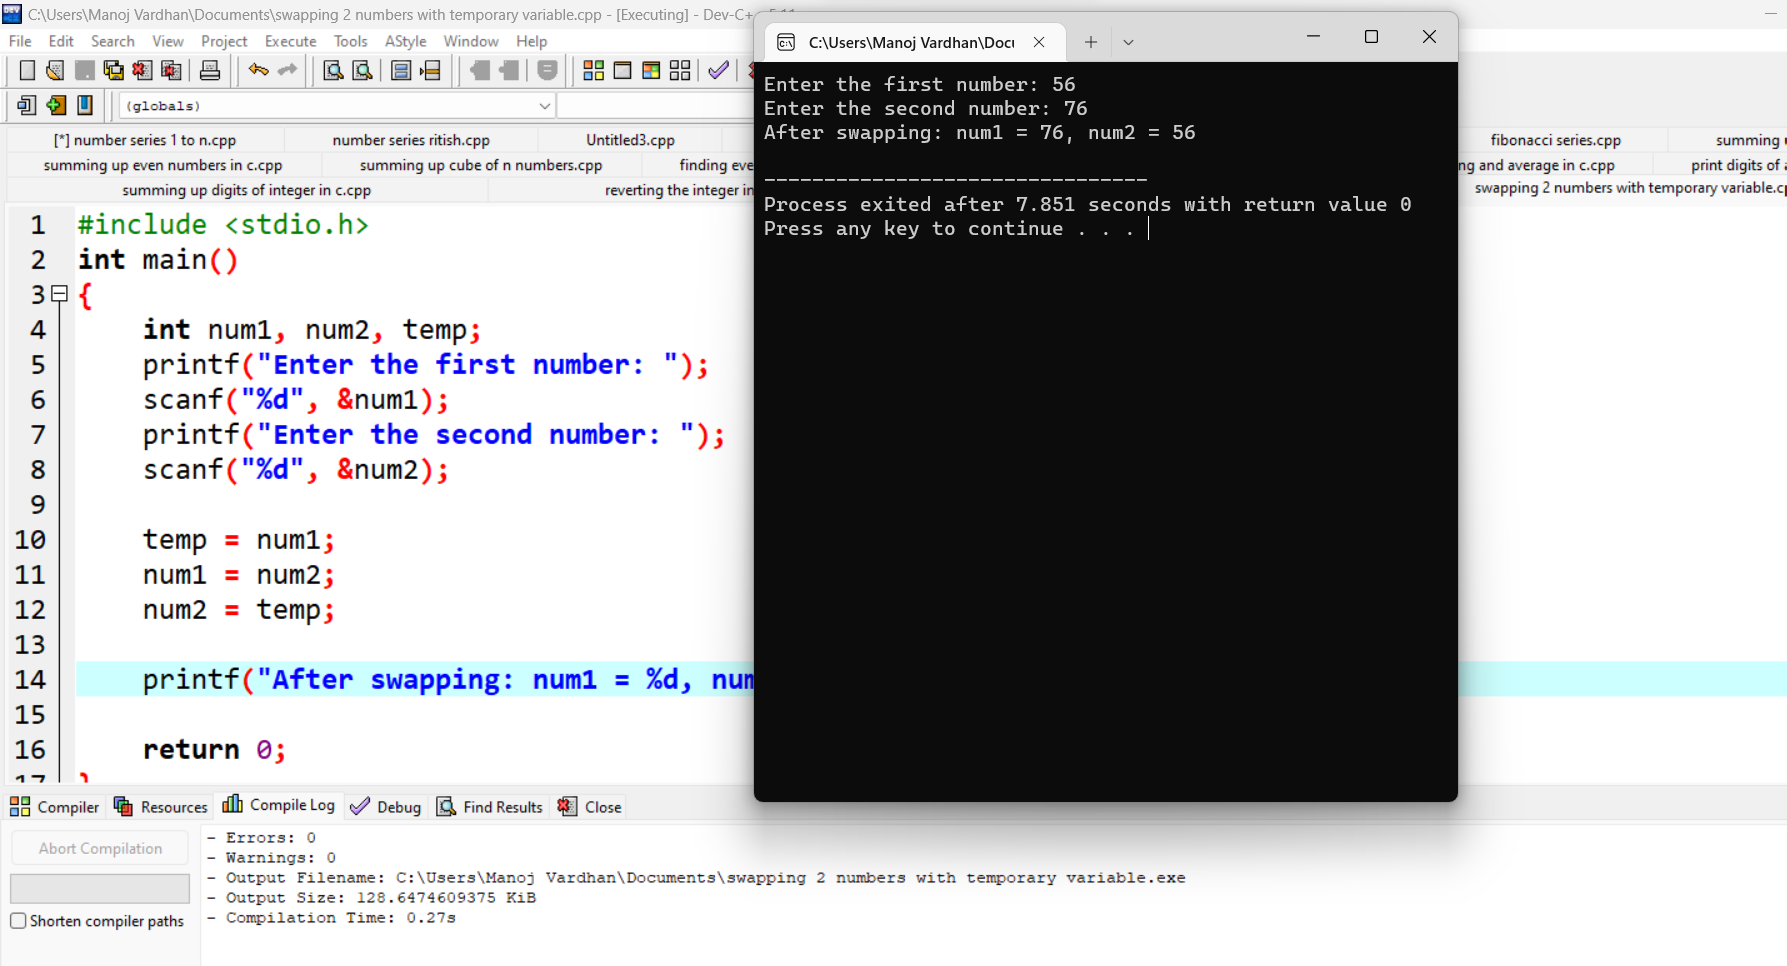 C:\Users\Manoj Vardhan\Documents\swapping 2 numbers with temporary variable.cpp - [Executing] - Dev-C++ 5.11
File Edit Search View Project Execute Tools AStyle Window Help
(globals)
[*] number series 1 to n.cpp number series ritish.cpp Untitled3.cpp fibonacci series.cpp summing
summing up even numbers in c.cpp summing up cube of n numbers.cpp finding eve ng and average in c.cpp print digits of
summing up digits of integer in c.cpp reverting the integer in swapping 2 numbers with temporary variable.cp
C:\Users\Manoj Vardhan\Docu
Enter the first number: 56
Enter the second number: 76
After swapping: num1 = 76, num2 = 56
--------------------------------
Process exited after 7.851 seconds with return value 0
Press any key to continue . . .
1 #include <stdio.h>
2 int main()
3 {
4 int num1, num2, temp;
5 printf("Enter the first number: ");
6 scanf("%d", &num1);
7 printf("Enter the second number: ");
8 scanf("%d", &num2);
9
10 temp = num1;
11 num1 = num2;
12 num2 = temp;
13
14 printf("After swapping: num1 = %d, num
15
16 return 0;
17 }
Compiler Resources Compile Log Debug Find Results Close
Abort Compilation
Shorten compiler paths
- Errors: 0
- Warnings: 0
- Output Filename: C:\Users\Manoj Vardhan\Documents\swapping 2 numbers with temporary variable.exe
- Output Size: 128.6474609375 KiB
- Compilation Time: 0.27s